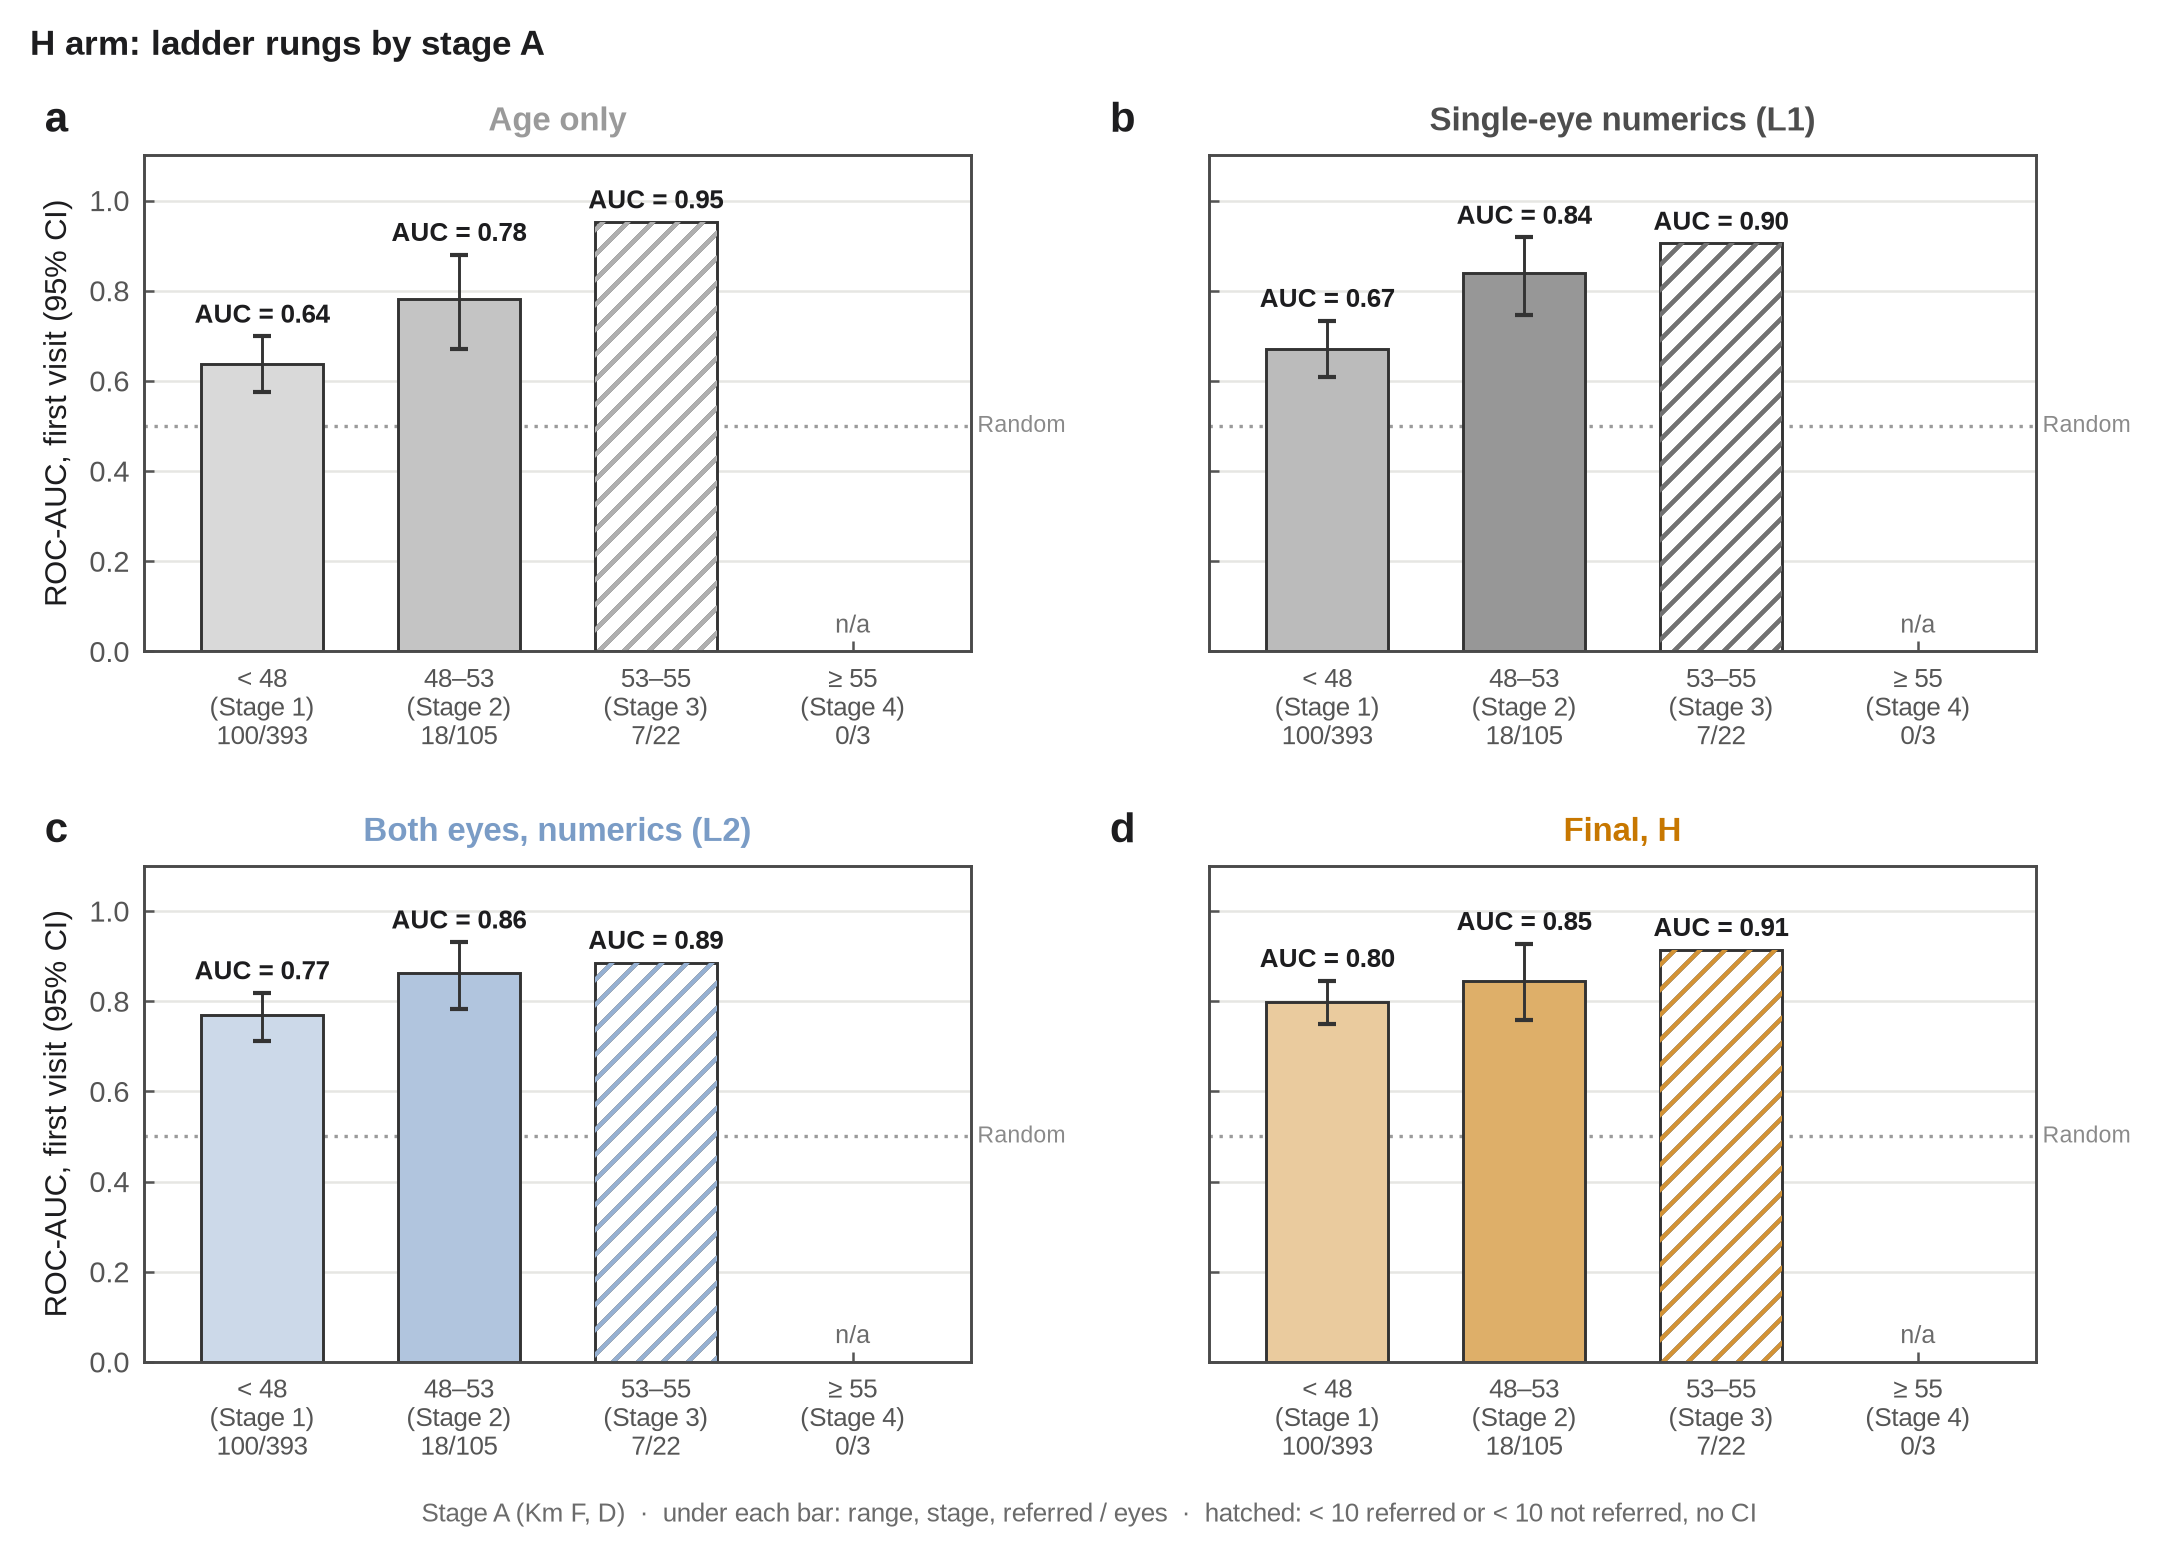 H arm: ladder rungs by stage A
a
Age only
ROC-AUC, first visit (95% CI)
1.0
0.8
0.6
0.4
0.2
0.0
AUC = 0.64
AUC = 0.78
AUC = 0.95
n/a
Random
< 48
(Stage 1)
100/393
48–53
(Stage 2)
18/105
53–55
(Stage 3)
7/22
≥ 55
(Stage 4)
0/3
b
Single-eye numerics (L1)
AUC = 0.67
AUC = 0.84
AUC = 0.90
n/a
Random
< 48
(Stage 1)
100/393
48–53
(Stage 2)
18/105
53–55
(Stage 3)
7/22
≥ 55
(Stage 4)
0/3
c
Both eyes, numerics (L2)
ROC-AUC, first visit (95% CI)
1.0
0.8
0.6
0.4
0.2
0.0
AUC = 0.77
AUC = 0.86
AUC = 0.89
n/a
Random
< 48
(Stage 1)
100/393
48–53
(Stage 2)
18/105
53–55
(Stage 3)
7/22
≥ 55
(Stage 4)
0/3
d
Final, H
AUC = 0.80
AUC = 0.85
AUC = 0.91
n/a
Random
< 48
(Stage 1)
100/393
48–53
(Stage 2)
18/105
53–55
(Stage 3)
7/22
≥ 55
(Stage 4)
0/3
Stage A (Km F, D) · under each bar: range, stage, referred / eyes · hatched: < 10 referred or < 10 not referred, no CI